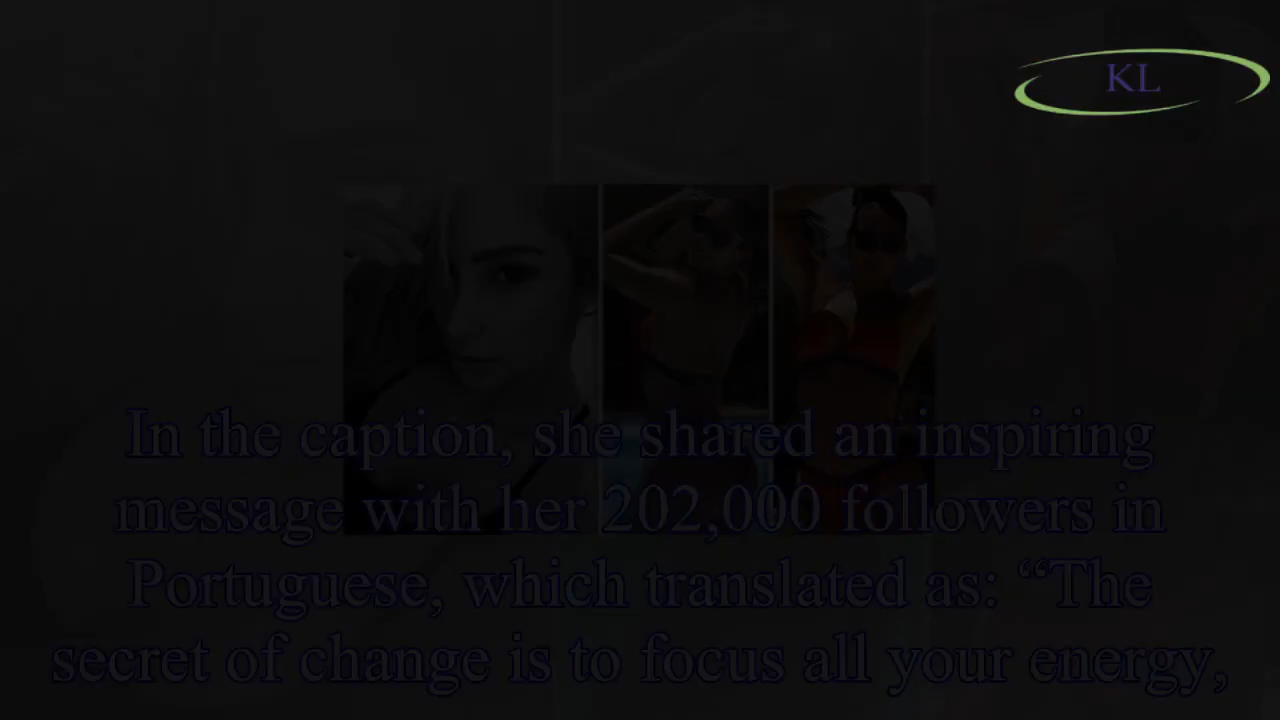 KL
In the caption, she shared an inspiring
message with her 202,000 followers in
Portuguese, which translated as: “The
secret of change is to focus all your energy,